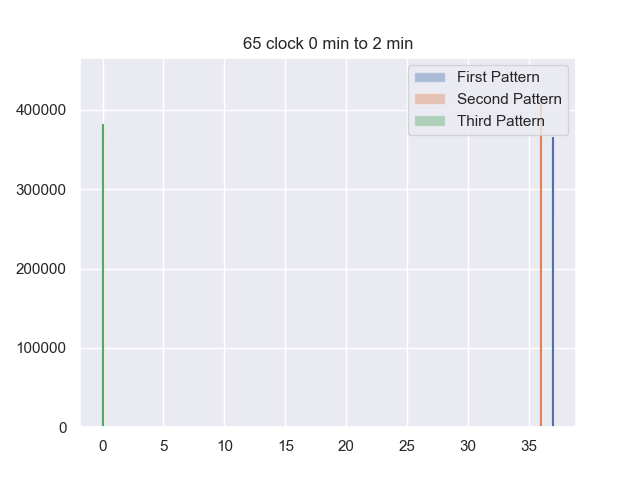 65 clock 0 min to 2 min
First Pattern
Second Pattern
Third Pattern
400000
300000
200000
100000
0
0 5 10 15 20 25 30 35